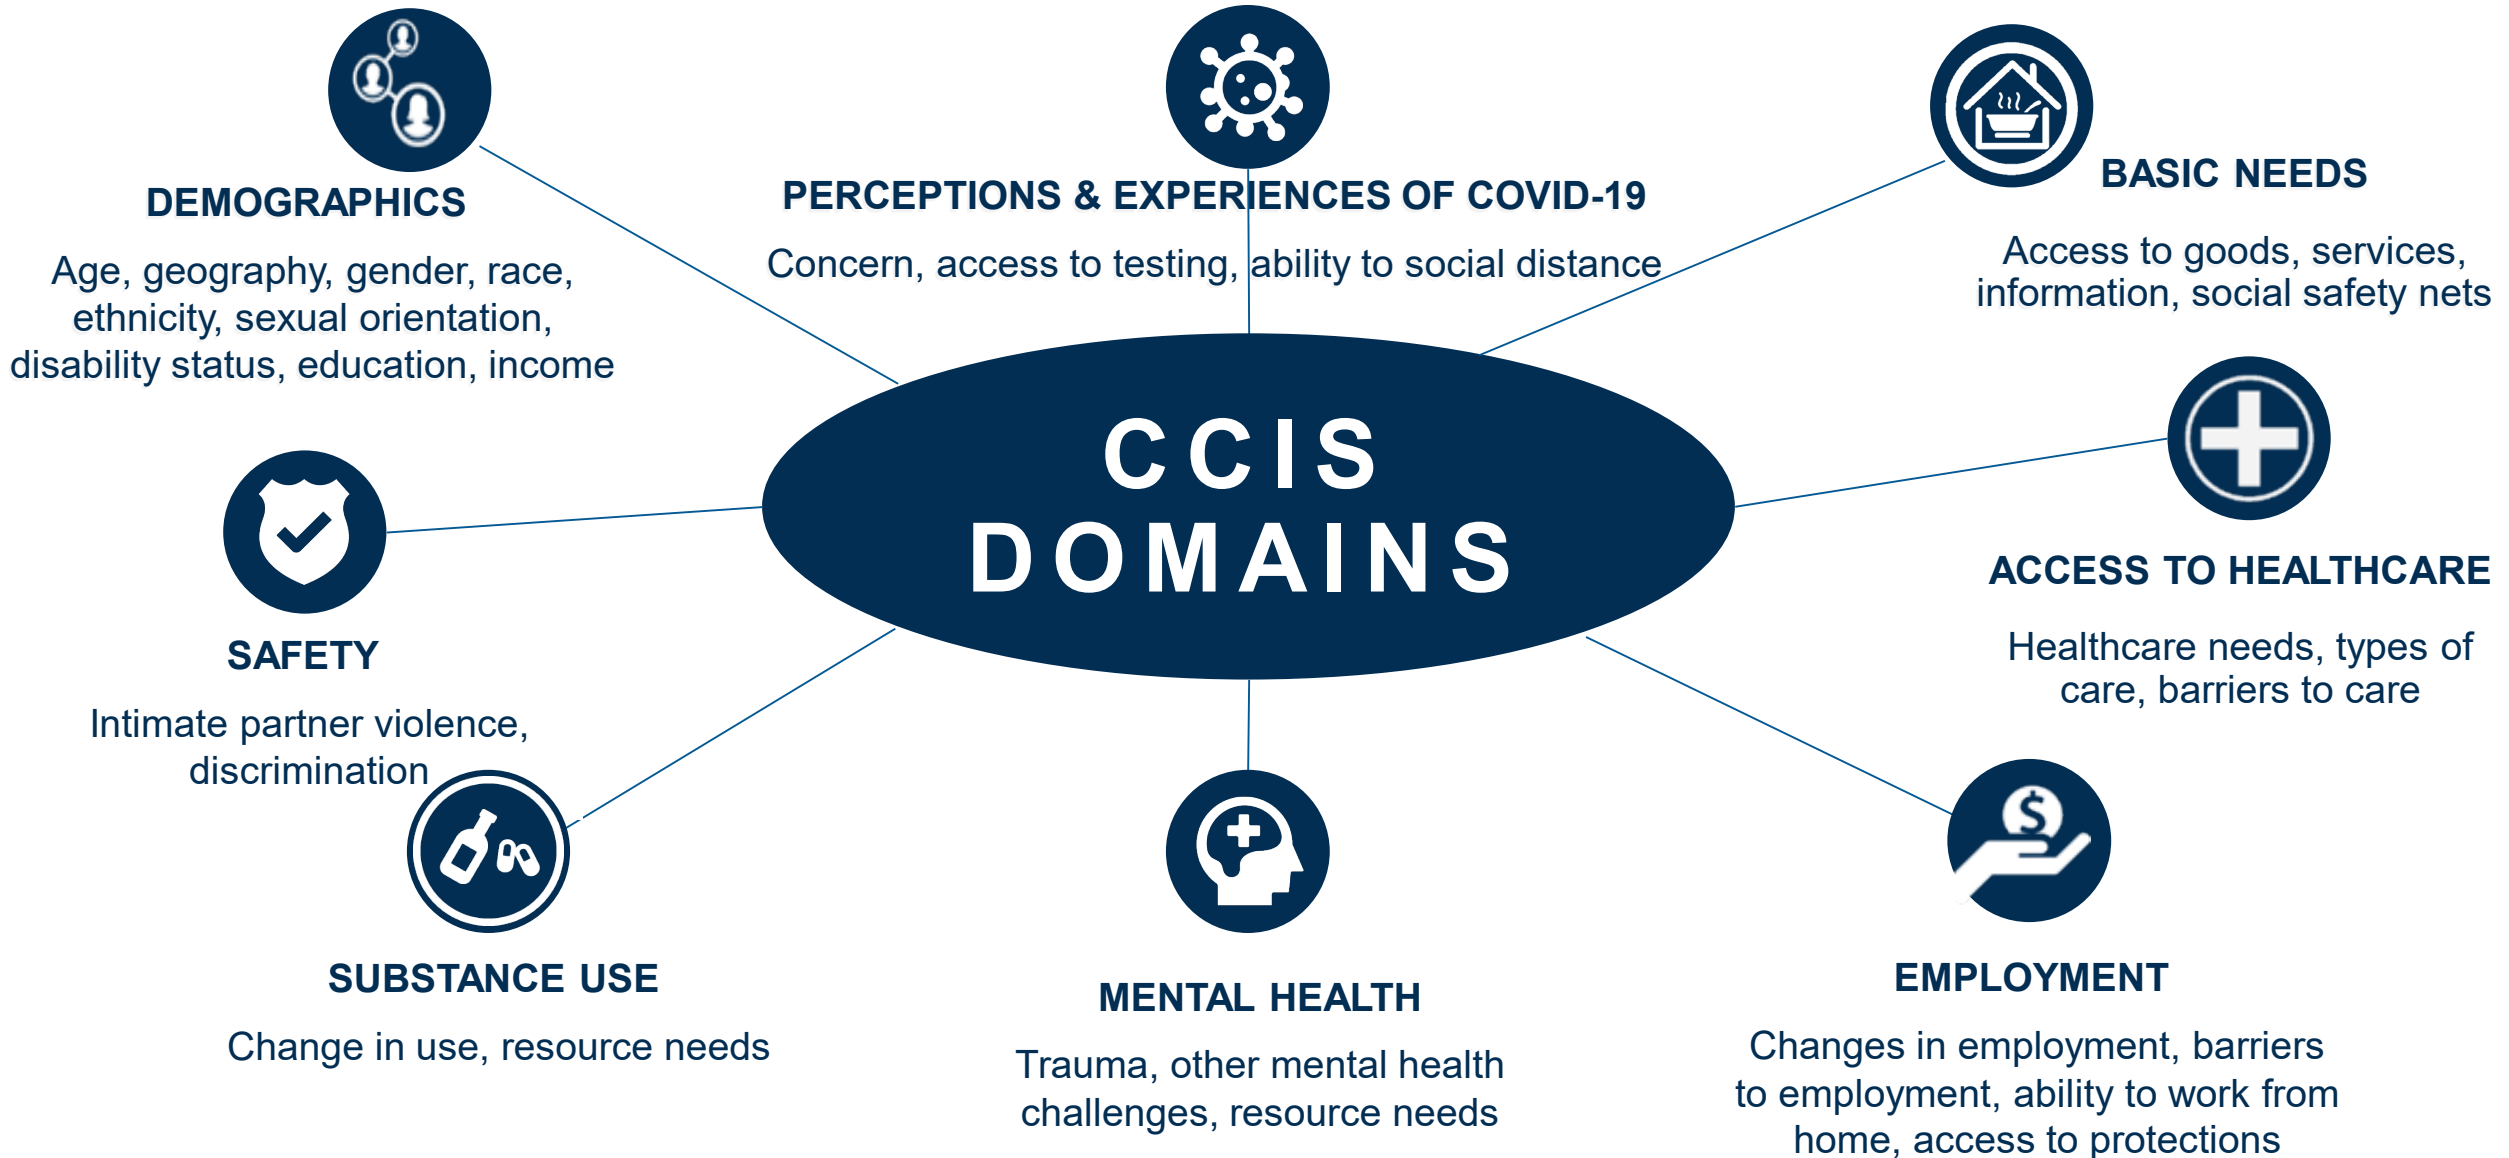 DEMOGRAPHICS
Age, geography, gender, race,
ethnicity, sexual orientation,
disability status, education, income
PERCEPTIONS & EXPERIENCES OF COVID-19
Concern, access to testing, ability to social distance
BASIC NEEDS
Access to goods, services,
information, social safety nets
CCIS
DOMAINS
ACCESS TO HEALTHCARE
Healthcare needs, types of
care, barriers to care
SAFETY
Intimate partner violence,
discrimination
SUBSTANCE USE
Change in use, resource needs
MENTAL HEALTH
Trauma, other mental health
challenges, resource needs
$
EMPLOYMENT
Changes in employment, barriers
to employment, ability to work from
home, access to protections